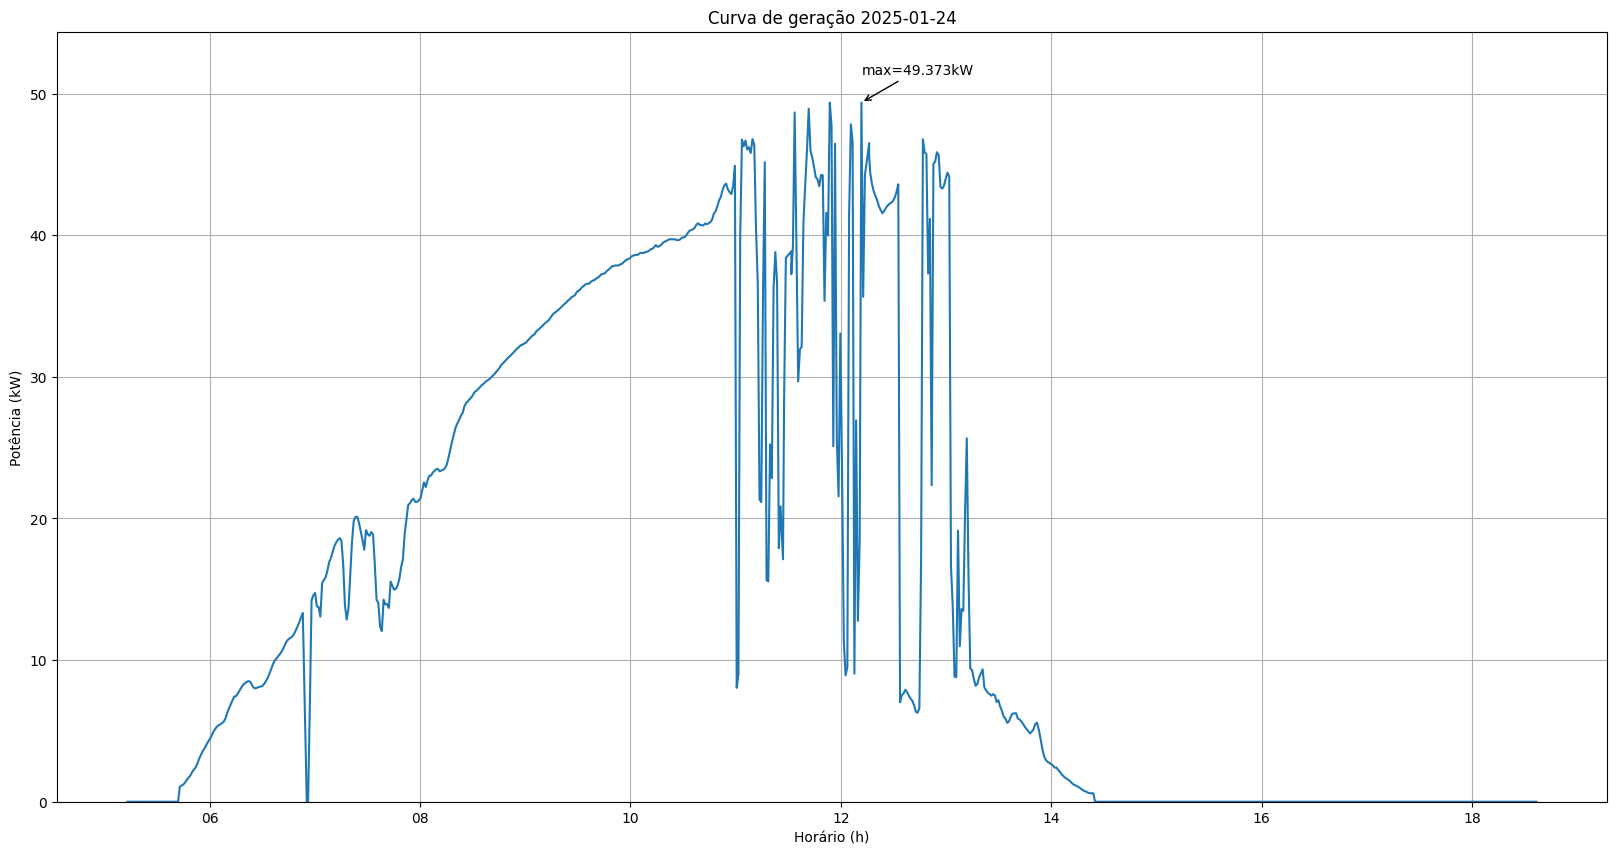 Curva de geração 2025-01-24
max=49.373kW
50
40
30
20
10
0
Potência (kW)
06 08 10 12 14 16 18
Horário (h)